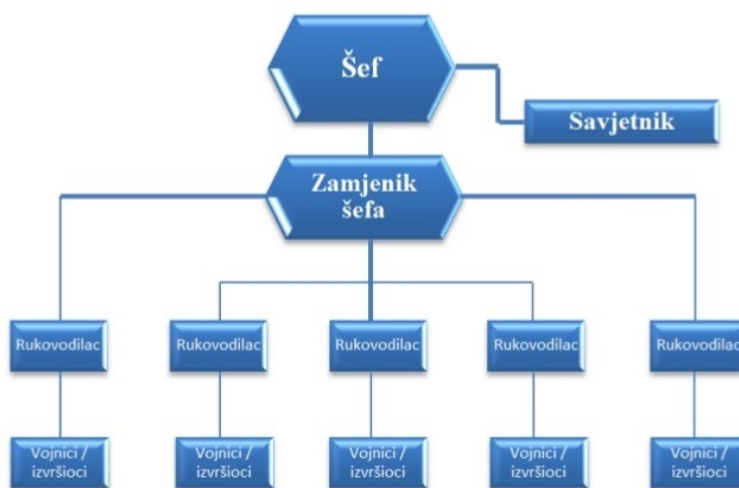 Šef
Savjetnik
Zamjenik
šefa
Rukovodilac
Rukovodilac
Rukovodilac
Rukovodilac
Rukovodilac
Vojnici /
izvršioci
Vojnici /
izvršioci
Vojnici /
izvršioci
Vojnici /
izvršioci
Vojnici /
izvršioci